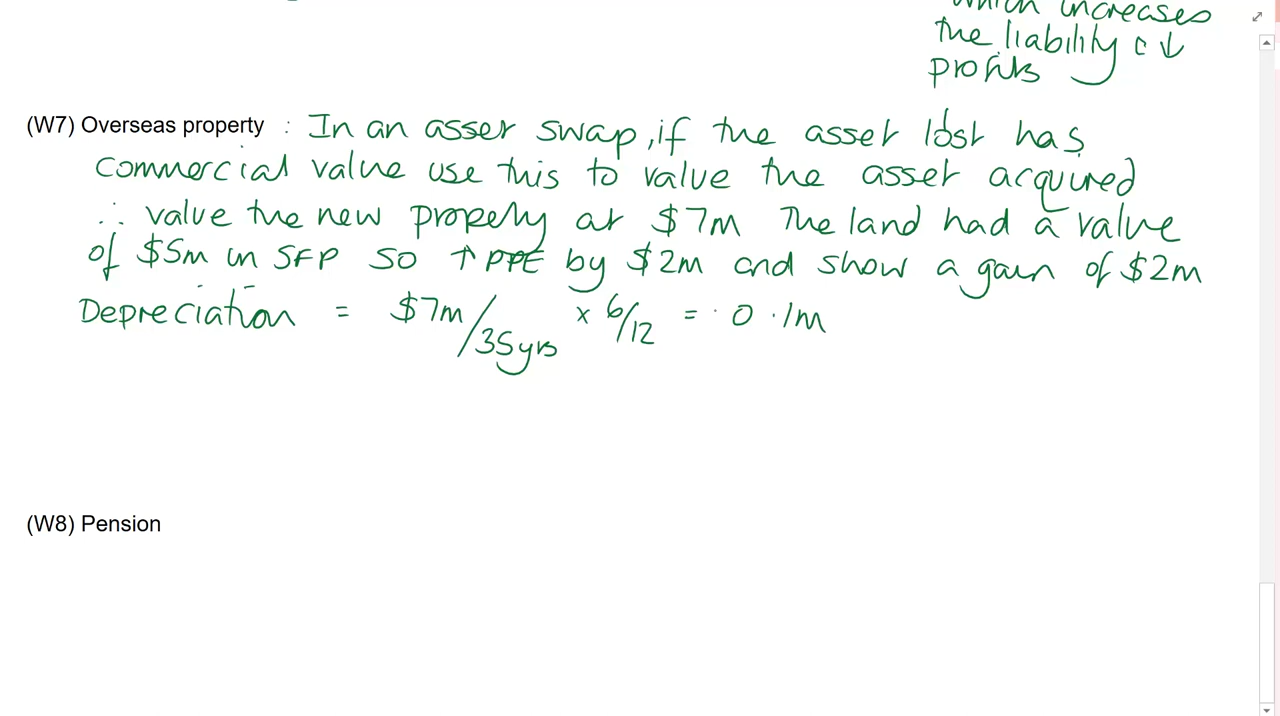 which increases
the liability & ↓
profits
(W7) Overseas property : In an asset swap, if the asset lost has
commercial value use this to value the asset acquired
∴ value the new property at $7m The land had a value
of $5m in SFP so ↑ PPE by $2m and show a gain of $2m
Depreciation = $7m/35yrs × 6/12 = 0.1m
(W8) Pension